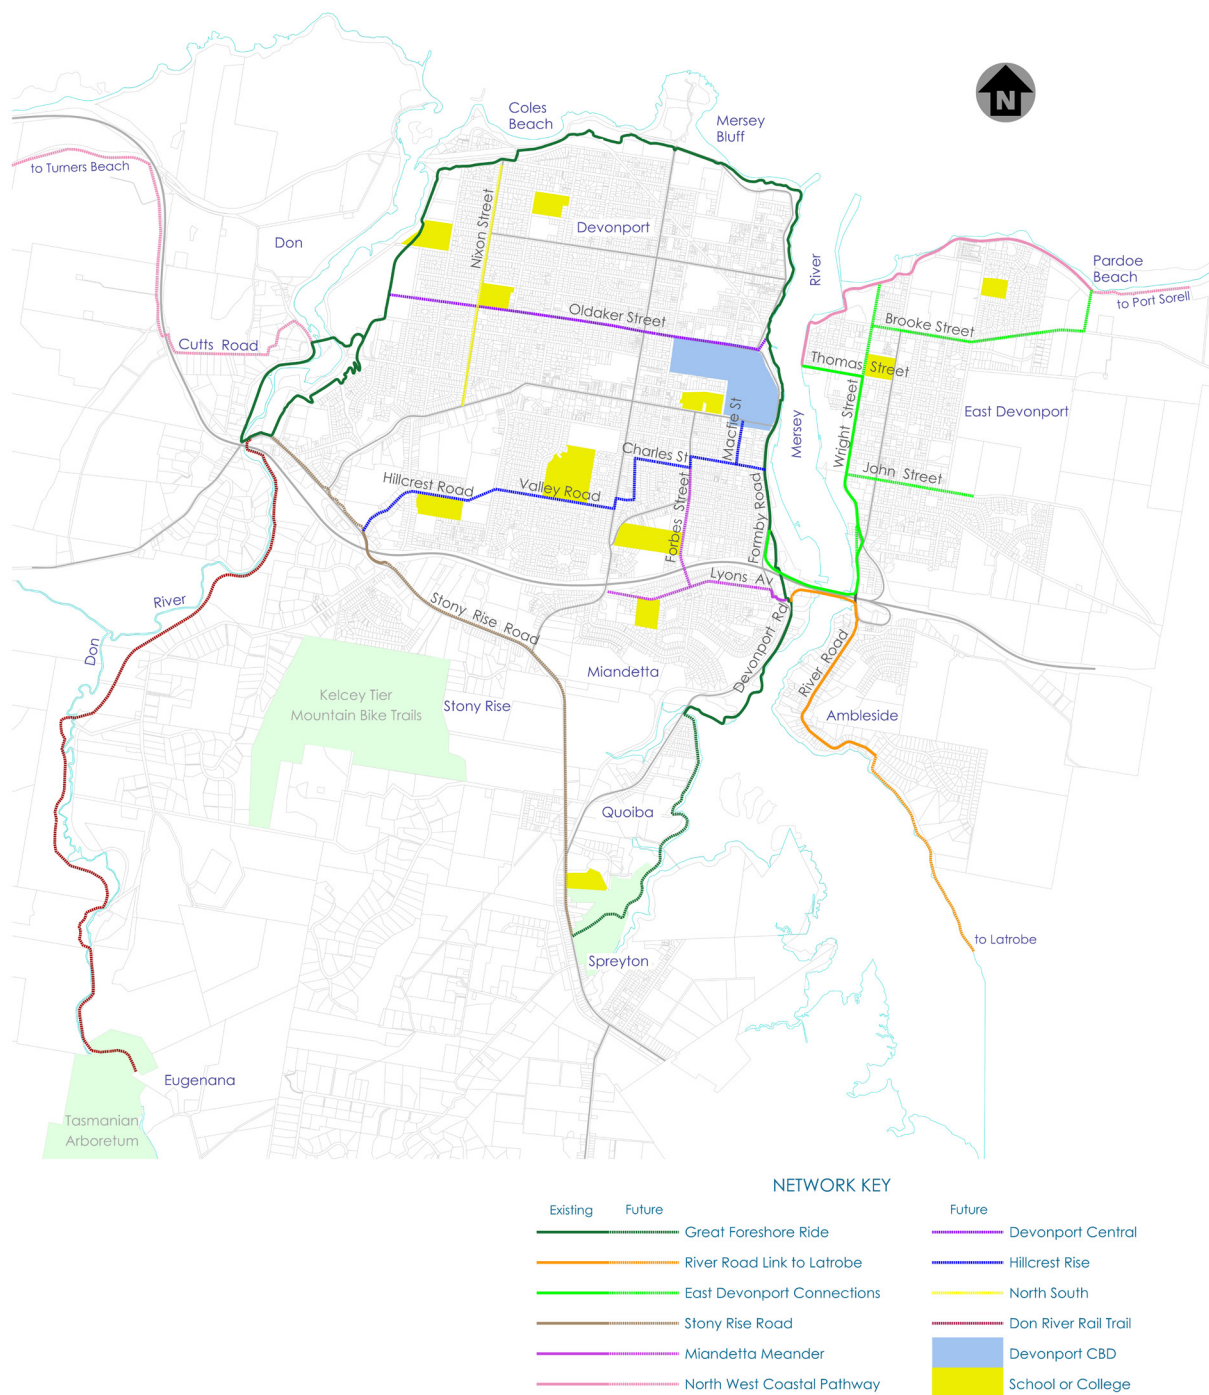 N
Coles
Beach
Mersey
Bluff
to Turners Beach
Nixon Street
Devonport
Don
River
Pardoe
Beach
to Port Sorell
Oldaker Street
Brooke Street
Cutts Road
Thomas Street
Macfie St
Mersey
Wright Street
East Devonport
Charles St
John Street
Hillcrest Road
Valley Road
Forbes Street
Formby Road
Lyons Av
River
Don
Stony Rise Road
Devonport Rd
River Road
Miandetta
Kelcey Tier
Mountain Bike Trails
Stony Rise
Ambleside
Quoiba
to Latrobe
Spreyton
Eugenana
Tasmanian
Arboretum
NETWORK KEY
Existing Future
Great Foreshore Ride
River Road Link to Latrobe
East Devonport Connections
Stony Rise Road
Miandetta Meander
North West Coastal Pathway
Future
Devonport Central
Hillcrest Rise
North South
Don River Rail Trail
Devonport CBD
School or College